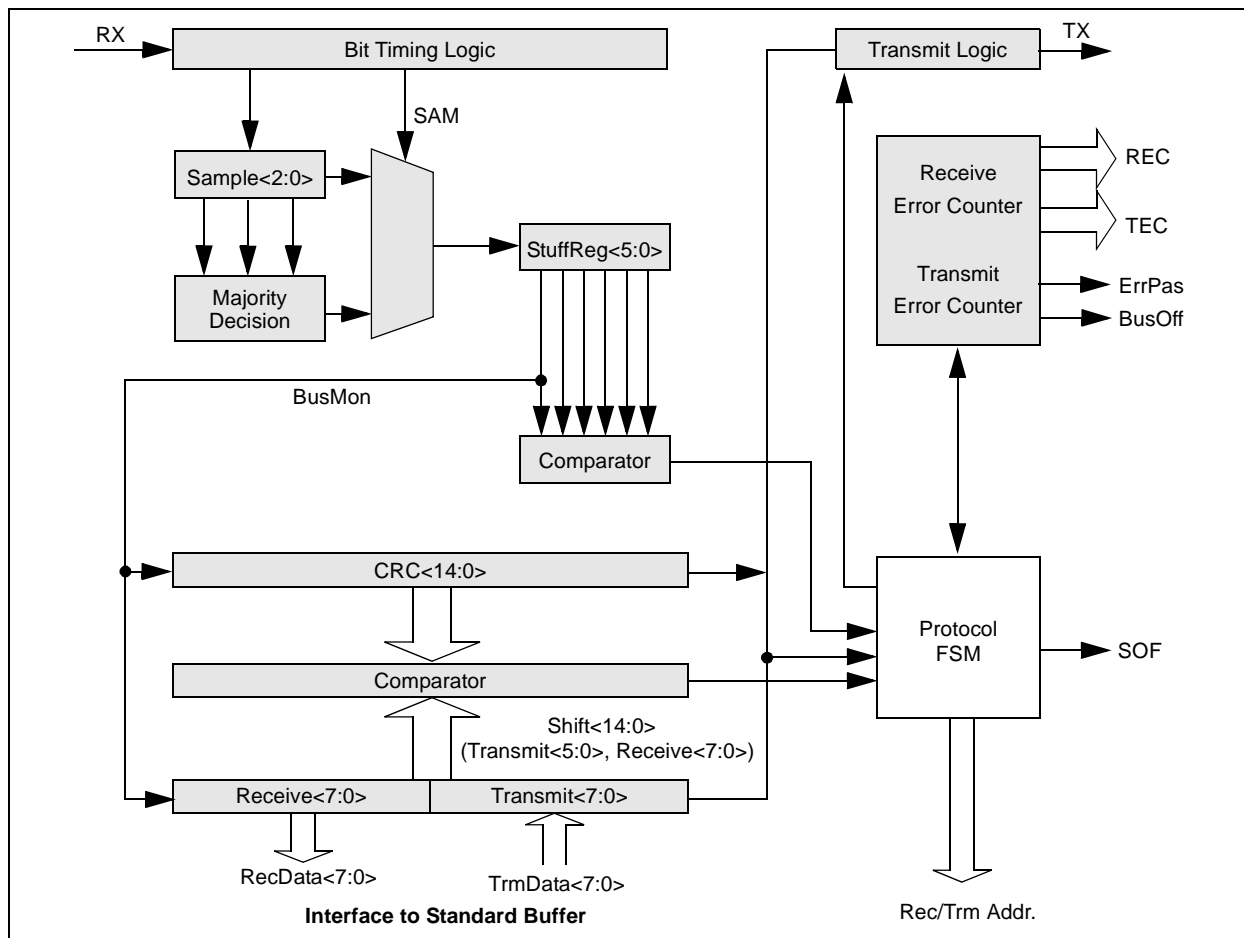 RX
Bit Timing Logic
Transmit Logic
TX
SAM
Sample<2:0>
Receive
Error Counter
REC
TEC
StuffReg<5:0>
Majority
Decision
Transmit
Error Counter
ErrPas
BusOff
BusMon
Comparator
CRC<14:0>
Protocol
FSM
SOF
Comparator
Shift<14:0>
(Transmit<5:0>, Receive<7:0>)
Receive<7:0>
Transmit<7:0>
RecData<7:0>
TrmData<7:0>
Interface to Standard Buffer
Rec/Trm Addr.